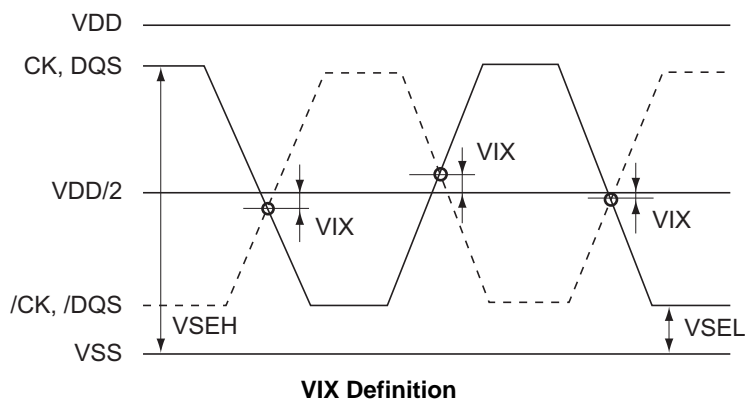 VDD
CK, DQS
VIX
VDD/2
VIX
VIX
/CK, /DQS
VSEH
VSEL
VSS
VIX Definition